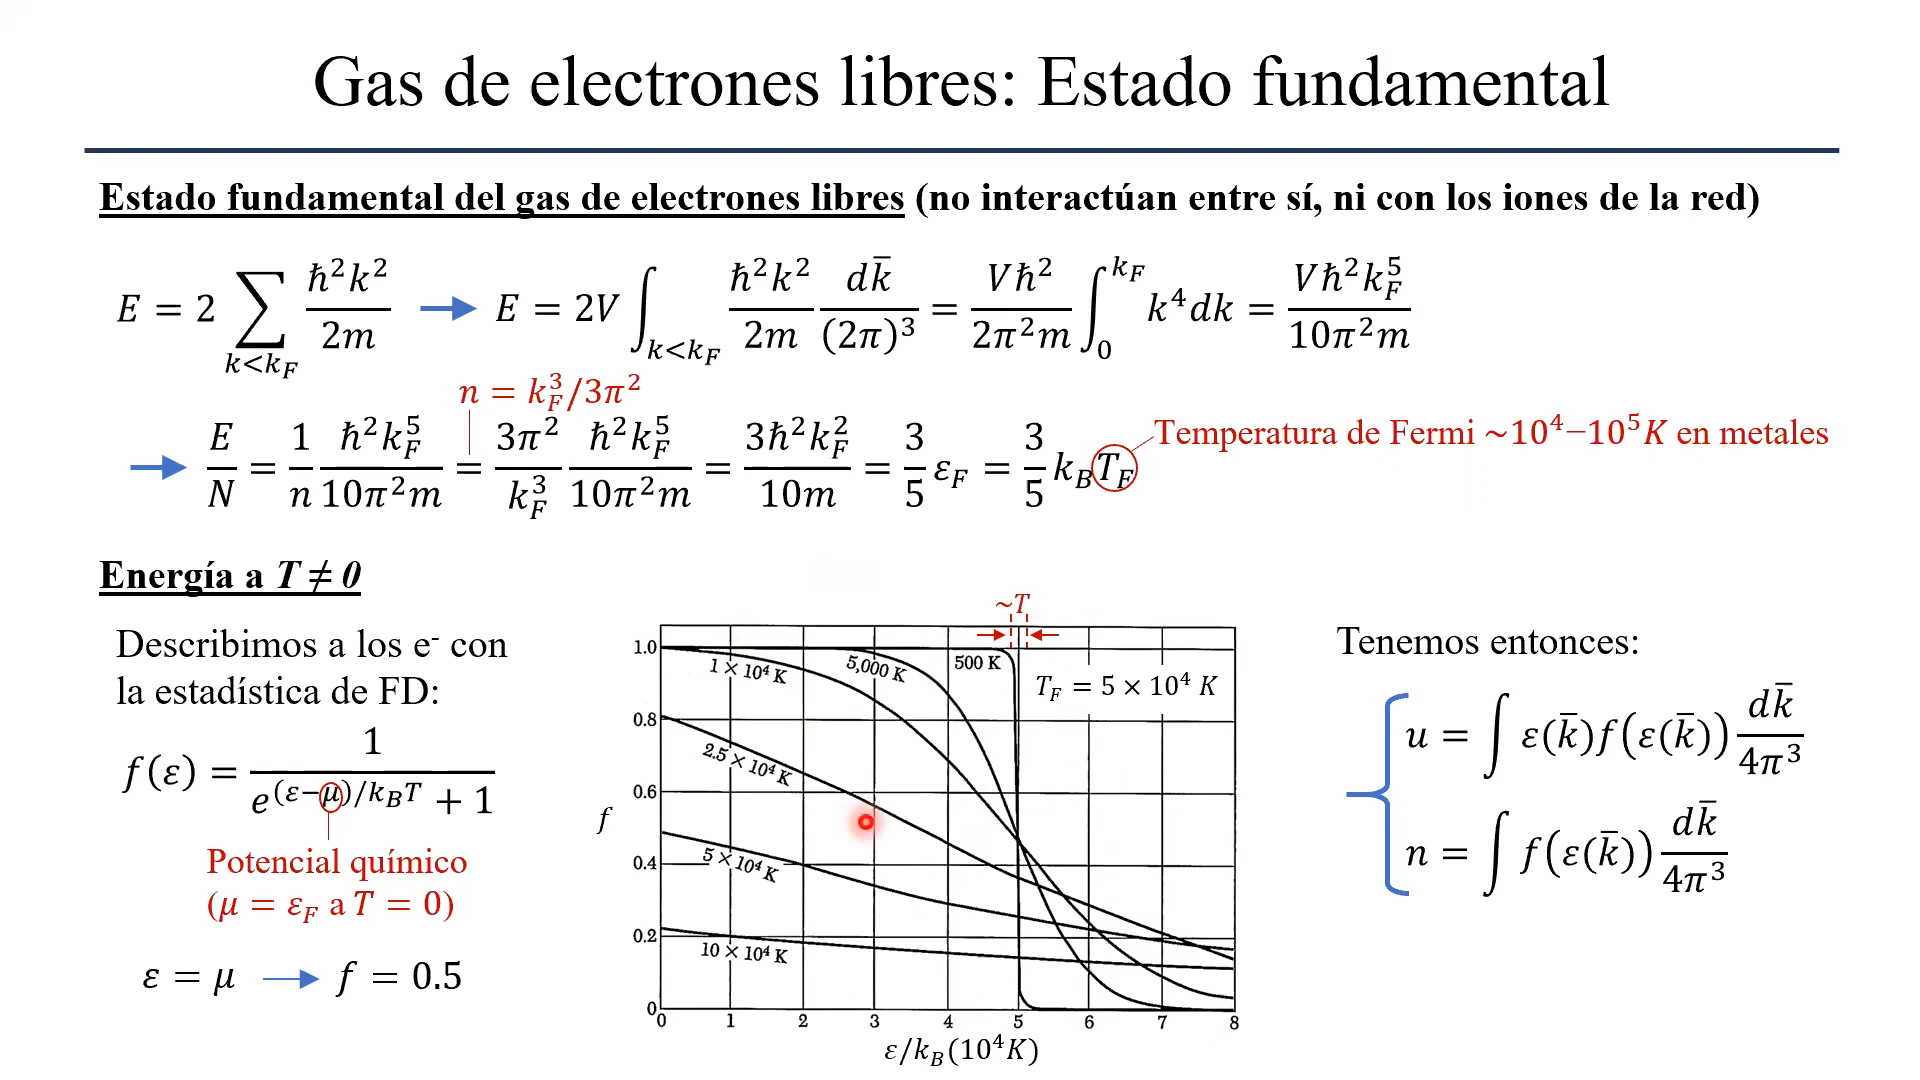 Gas de electrones libres: Estado fundamental
Estado fundamental del gas de electrones libres (no interactúan entre sí, ni con los iones de la red)
E = 2 ∑_{k<k_F} ħ²k²/2m → E = 2V ∫_{k<k_F} ħ²k²/2m dk̄/(2π)³ = Vħ²/2π²m ∫₀^{k_F} k⁴dk = Vħ²k_F⁵/10π²m
n = k_F³/3π²
→ E/N = 1/n ħ²k_F⁵/10π²m = 3π²/k_F³ ħ²k_F⁵/10π²m = 3ħ²k_F²/10m = 3/5 ε_F = 3/5 k_B T_F
Temperatura de Fermi ~10⁴−10⁵K en metales
Energía a T ≠ 0
Describimos a los e⁻ con
la estadística de FD:
f(ε) = 1/(e^{(ε−μ)/k_BT} + 1)
Potencial químico
(μ = ε_F a T = 0)
ε = μ → f = 0.5
~T
1.0
0.8
0.6
0.4
0.2
0
f
1 × 10⁴ K
5,000 K
500 K
T_F = 5 × 10⁴ K
2.5 × 10⁴ K
5 × 10⁴ K
10 × 10⁴ K
0 1 2 3 4 5 6 7 8
ε/k_B(10⁴K)
Tenemos entonces:
u = ∫ ε(k̄)f(ε(k̄)) dk̄/4π³
n = ∫ f(ε(k̄)) dk̄/4π³